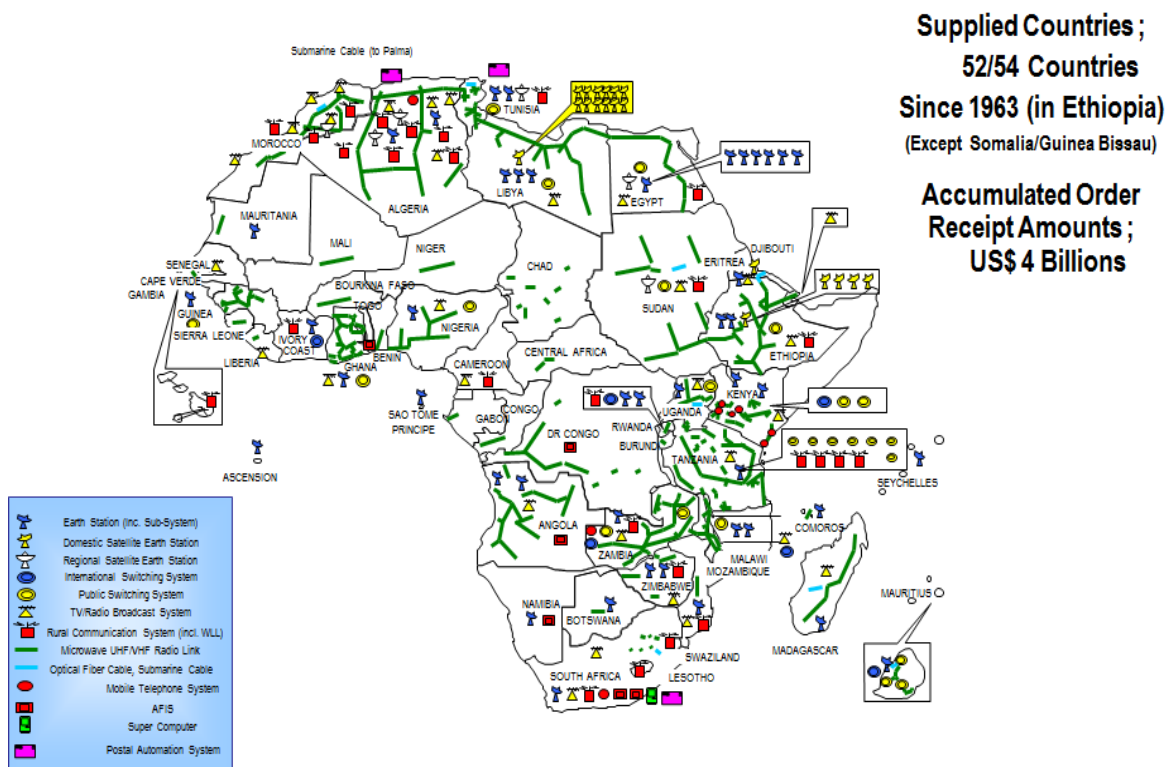 Supplied Countries ;
52/54 Countries
Since 1963 (in Ethiopia)
(Except Somalia/Guinea Bissau)
Accumulated Order
Receipt Amounts ;
US$ 4 Billions
Submarine Cable (to Palma)
TUNISIA
MOROCCO
LIBYA
EGYPT
ALGERIA
MAURITANIA
MALI
NIGER
CHAD
ERITREA
DJIBOUTI
SENEGAL
CAPE VERDE
GAMBIA
BOURKINA FASO
TOGO
SUDAN
GUINEA
SIERRA LEONE
IVORY
COAST
NIGERIA
BENIN
ETHIOPIA
LIBERIA
GHANA
CAMEROON
CENTRAL AFRICA
KENYA
UGANDA
SAO TOME
PRINCIPE
GABON
CONGO
DR CONGO
RWANDA
BURUND
TANZANIA
SEYCHELLES
ASCENSION
ANGOLA
ZAMBIA
COMOROS
MALAWI
MOZAMBIQUE
ZIMBABWE
MAURITIUS
NAMIBIA
BOTSWANA
MADAGASCAR
SWAZILAND
LESOTHO
SOUTH AFRICA
Earth Station (Inc. Sub-System)
Domestic Satellite Earth Station
Regional Satellite Earth Station
International Switching System
Public Switching System
TV/Radio Broadcast System
Rural Communication System (incl. WLL)
Microwave UHF/VHF Radio Link
Optical Fiber Cable, Submarine Cable
Mobile Telephone System
AFIS
Super Computer
Postal Automation System